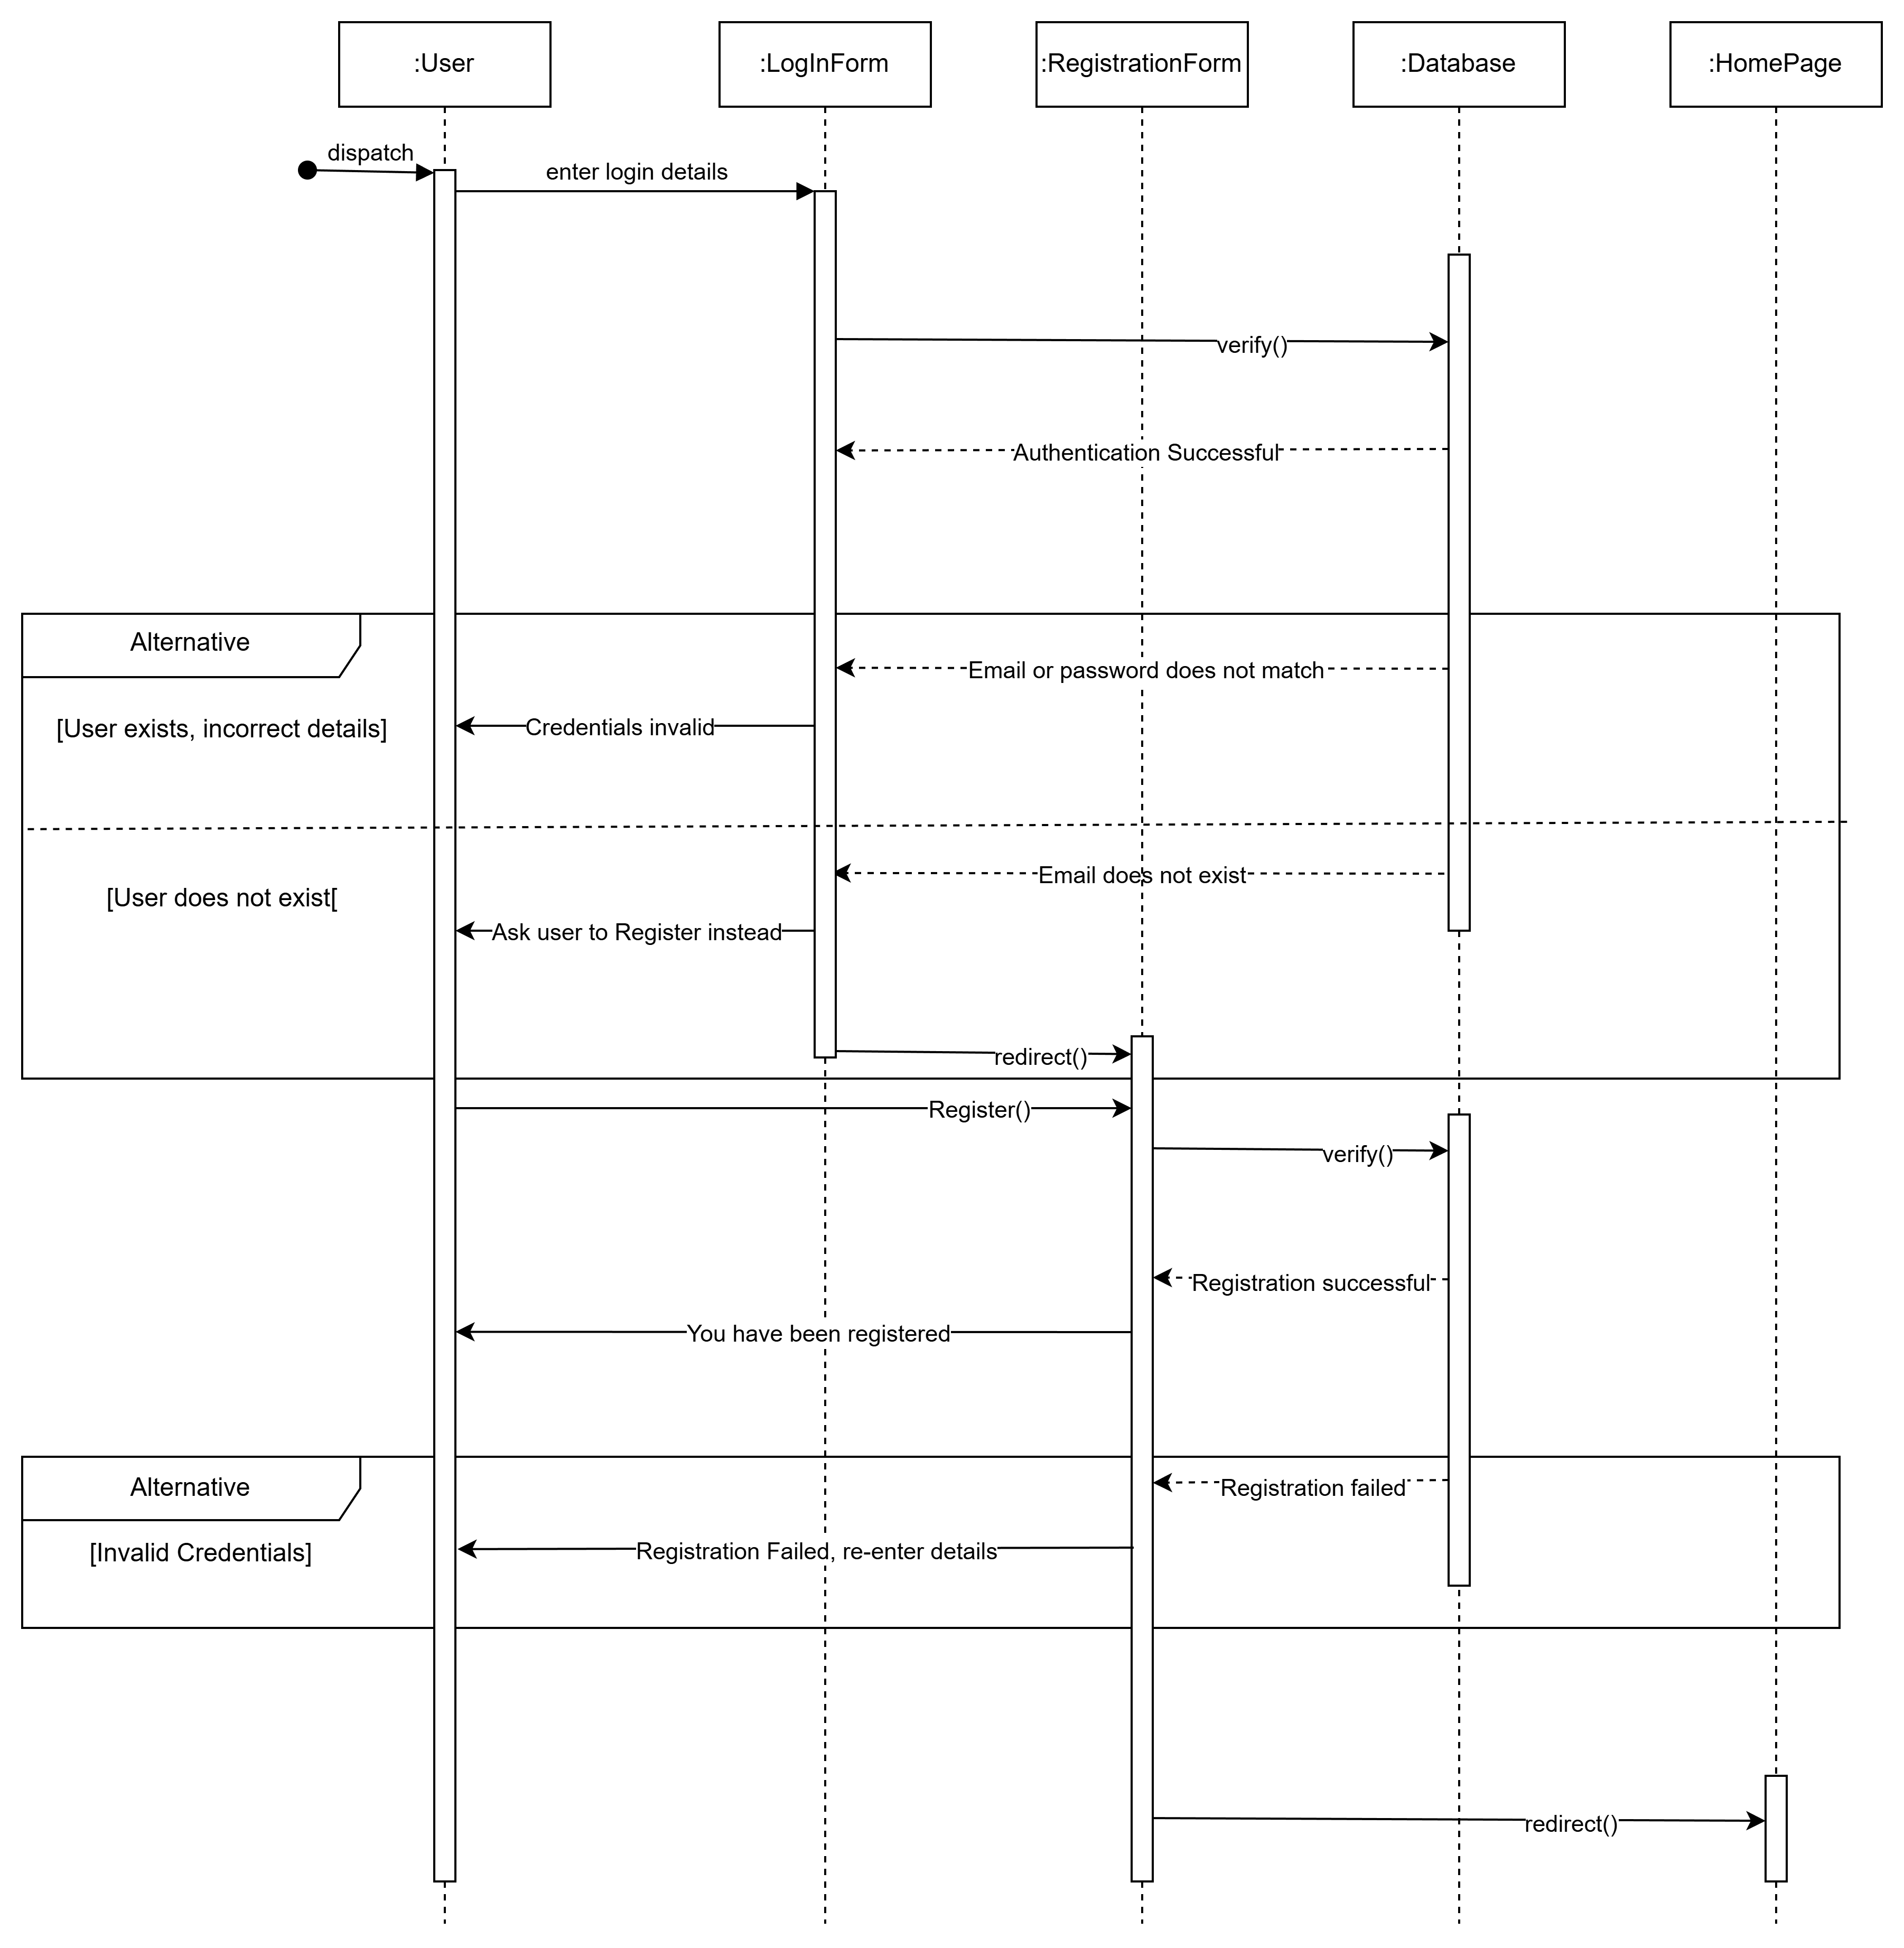 :User
:LogInForm
:RegistrationForm
:Database
:HomePage
dispatch
enter login details
verify()
Authentication Successful
Alternative
Email or password does not match
[User exists, incorrect details]
Credentials invalid
Email does not exist
[User does not exist[
Ask user to Register instead
redirect()
Register()
verify()
Registration successful
You have been registered
Alternative
Registration failed
[Invalid Credentials]
Registration Failed, re-enter details
redirect()